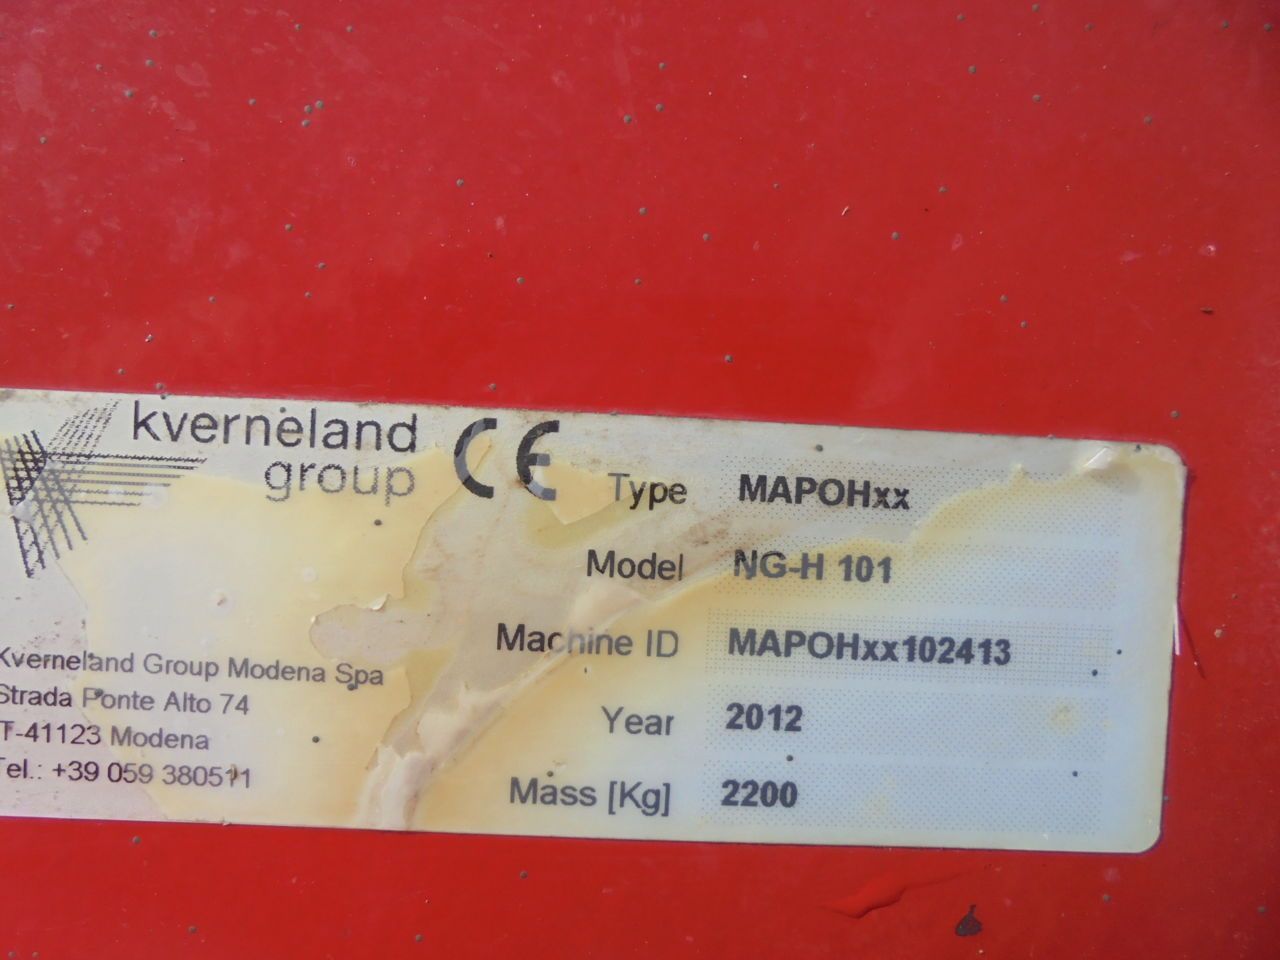 kverneland
group
CE
Type MAPOHxx
Model NG-H 101
Machine ID MAPOHxx102413
Year 2012
Mass [Kg] 2200
Kverneland Group Modena Spa
Strada Ponte Alto 74
IT-41123 Modena
Tel.: +39 059 380511